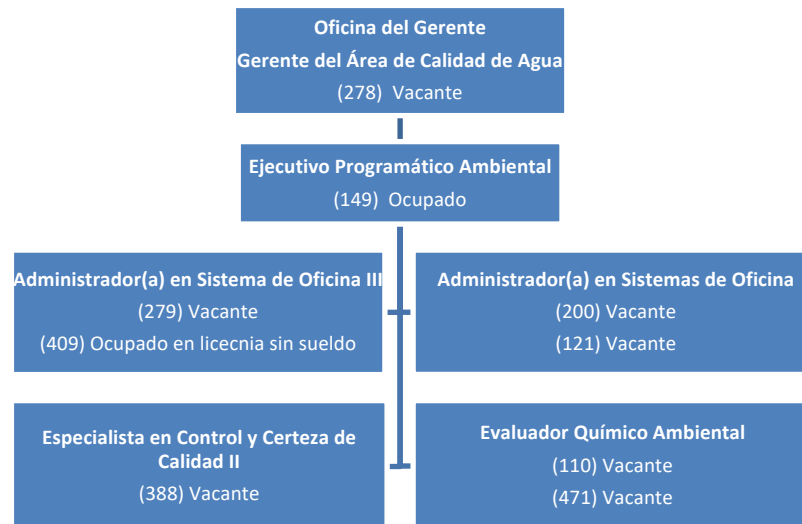 Oficina del Gerente
Gerente del Área de Calidad de Agua
(278) Vacante
Ejecutivo Programático Ambiental
(149) Ocupado
Administrador(a) en Sistema de Oficina III
(279) Vacante
(409) Ocupado en licecnia sin sueldo
Administrador(a) en Sistemas de Oficina
(200) Vacante
(121) Vacante
Especialista en Control y Certeza de
Calidad II
(388) Vacante
Evaluador Químico Ambiental
(110) Vacante
(471) Vacante